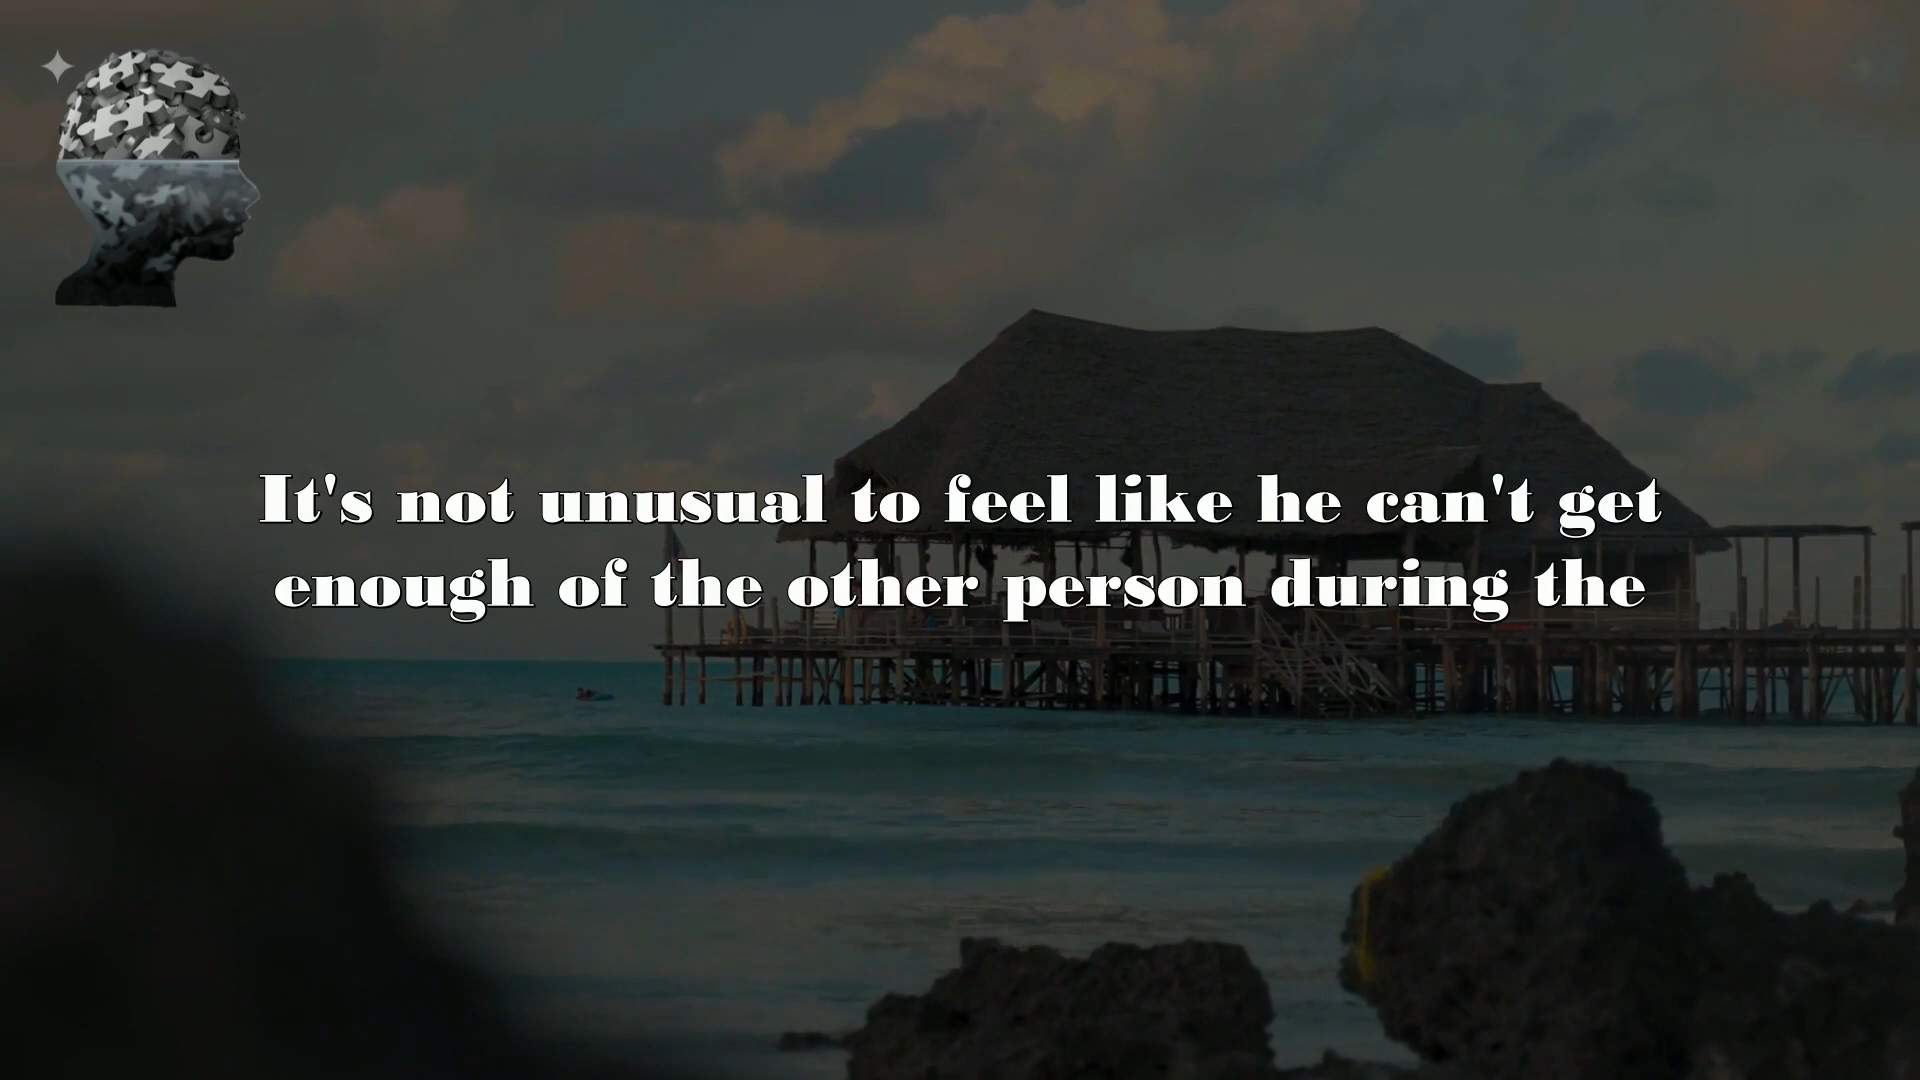 It's not unusual to feel like he can't get
enough of the other person during the